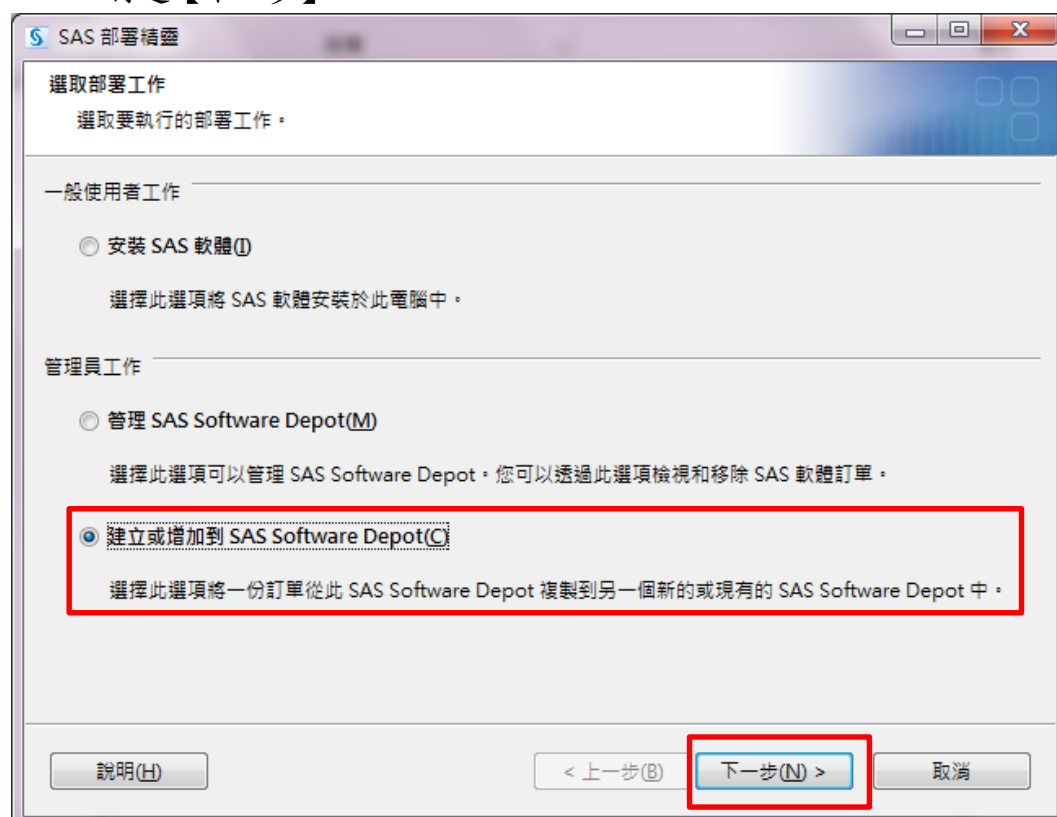 SAS 部署精靈
選取部署工作
選取要執行的部署工作。
一般使用者工作
安裝 SAS 軟體(I)
選擇此選項將 SAS 軟體安裝於此電腦中。
管理員工作
管理 SAS Software Depot(M)
選擇此選項可以管理 SAS Software Depot。您可以透過此選項檢視和移除 SAS 軟體訂單。
建立或增加到 SAS Software Depot(C)
選擇此選項將一份訂單從此 SAS Software Depot 複製到另一個新的或現有的 SAS Software Depot 中。
說明(H)
< 上一步(B)
下一步(N) >
取消